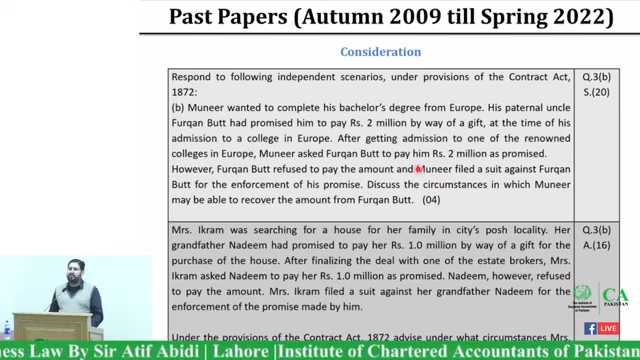 Past Papers (Autumn 2009 till Spring 2022)
Consideration
Respond to following independent scenarios, under provisions of the Contract Act,
1872:
(b) Muneer wanted to complete his bachelor's degree from Europe. His paternal uncle
Furqan Butt had promised him to pay Rs. 2 million by way of a gift, at the time of his
admission to a college in Europe. After getting admission to one of the renowned
colleges in Europe, Muneer asked Furqan Butt to pay him Rs. 2 million as promised.
However, Furqan Butt refused to pay the amount and Muneer filed a suit against Furqan
Butt for the enforcement of his promise. Discuss the circumstances in which Muneer
may be able to recover the amount from Furqan Butt. (04)
Q.3(b)
S.(20)
Mrs. Ikram was searching for a house for her family in city's posh locality. Her
grandfather Nadeem had promised to pay her Rs. 1.0 million by way of a gift for the
purchase of the house. After finalizing the deal with one of the estate brokers, Mrs.
Ikram asked Nadeem to pay her Rs. 1.0 million as promised. Nadeem, however, refused
to pay the amount. Mrs. Ikram filed a suit against her grandfather Nadeem for the
enforcement of the promise made by him.
Under the provisions of the Contract Act, 1872 advise under what circumstances Mrs.
Q.3(b)
A.(16)
The Institute of
Chartered Accountants
of Pakistan
CA
PAKISTAN
LIVE
ness Law By Sir Atif Abidi | Lahore |Institute of Chartered Accountants of Pakistan